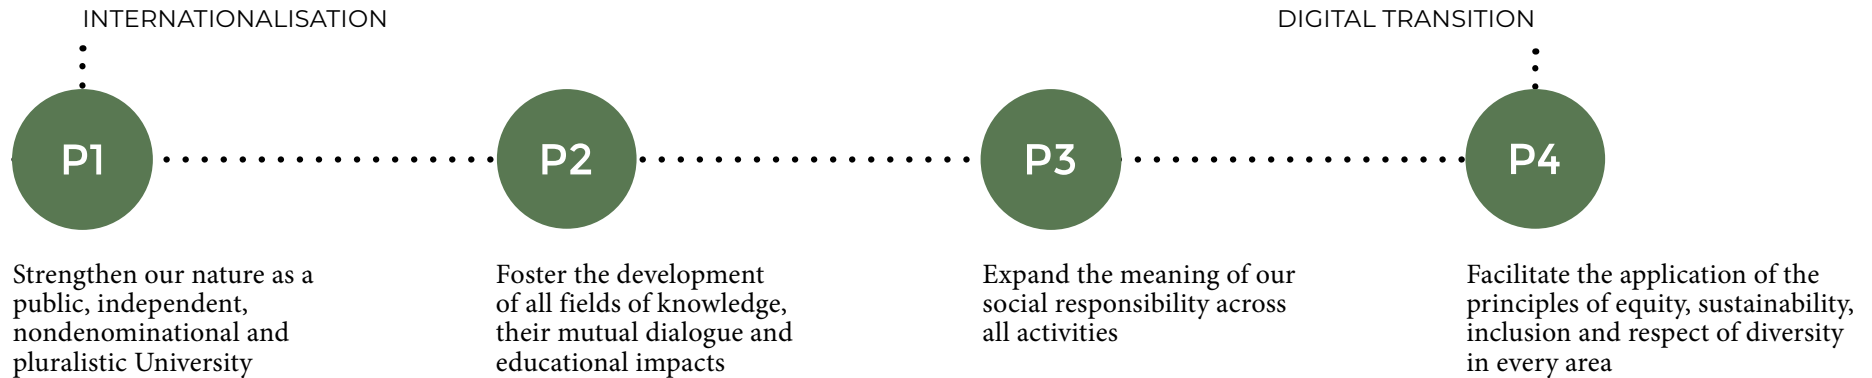 INTERNATIONALISATION
DIGITAL TRANSITION
P1
P2
P3
P4
Strengthen our nature as a
public, independent,
nondenominational and
pluralistic University
Foster the development
of all fields of knowledge,
their mutual dialogue and
educational impacts
Expand the meaning of our
social responsibility across
all activities
Facilitate the application of the
principles of equity, sustainability,
inclusion and respect of diversity
in every area